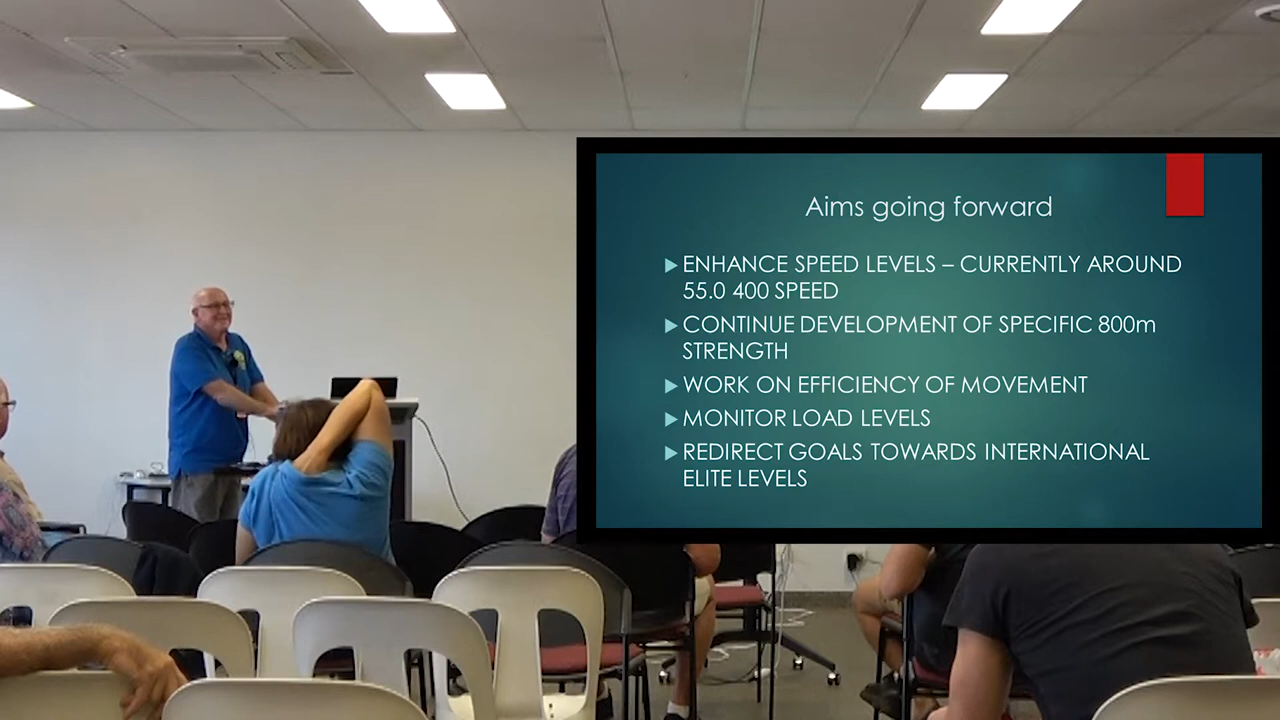 Aims going forward
ENHANCE SPEED LEVELS – CURRENTLY AROUND
55.0 400 SPEED
CONTINUE DEVELOPMENT OF SPECIFIC 800m
STRENGTH
WORK ON EFFICIENCY OF MOVEMENT
MONITOR LOAD LEVELS
REDIRECT GOALS TOWARDS INTERNATIONAL
ELITE LEVELS